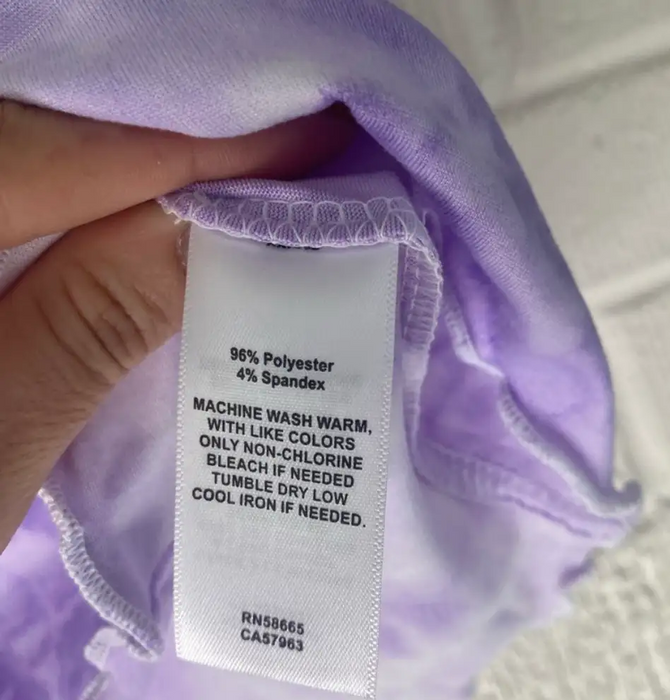 96% Polyester
4% Spandex
MACHINE WASH WARM,
WITH LIKE COLORS
ONLY NON-CHLORINE
BLEACH IF NEEDED
TUMBLE DRY LOW
COOL IRON IF NEEDED.
RN58665
CA57963